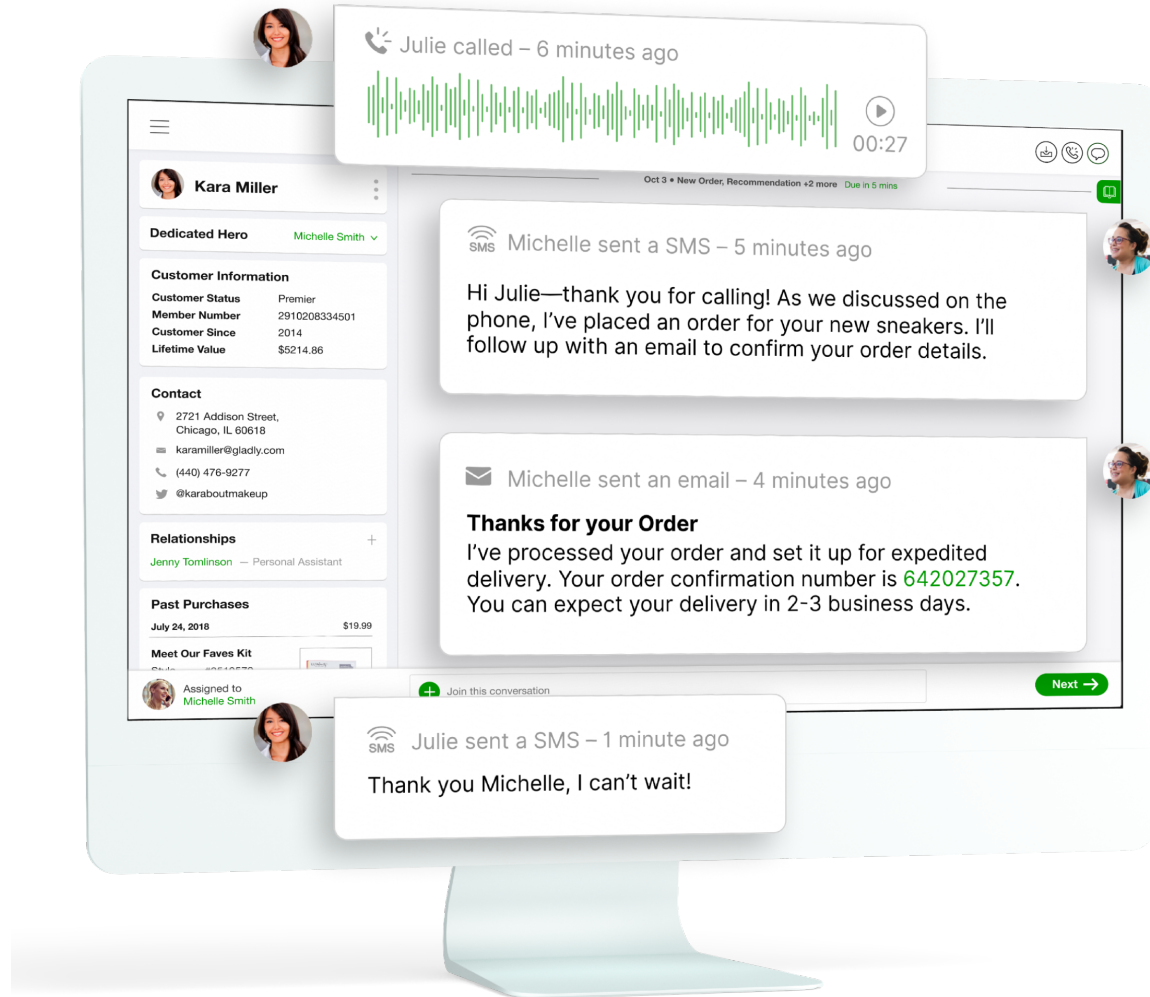 Julie called – 6 minutes ago
00:27
Kara Miller
Oct 3 • New Order, Recommendation +2 more Due in 5 mins
Dedicated Hero Michelle Smith
Customer Information
Customer Status Premier
Member Number 2910208334501
Customer Since 2014
Lifetime Value $5214.86
Contact
2721 Addison Street,
Chicago, IL 60618
karamiller@gladly.com
(440) 476-9277
@karaboutmakeup
Relationships
Jenny Tomlinson — Personal Assistant
Past Purchases
July 24, 2018 $19.99
Meet Our Faves Kit
Assigned to
Michelle Smith
SMS Michelle sent a SMS – 5 minutes ago
Hi Julie—thank you for calling! As we discussed on the
phone, I've placed an order for your new sneakers. I'll
follow up with an email to confirm your order details.
Michelle sent an email – 4 minutes ago
Thanks for your Order
I've processed your order and set it up for expedited
delivery. Your order confirmation number is 642027357.
You can expect your delivery in 2-3 business days.
Join this conversation
Next
SMS Julie sent a SMS – 1 minute ago
Thank you Michelle, I can't wait!